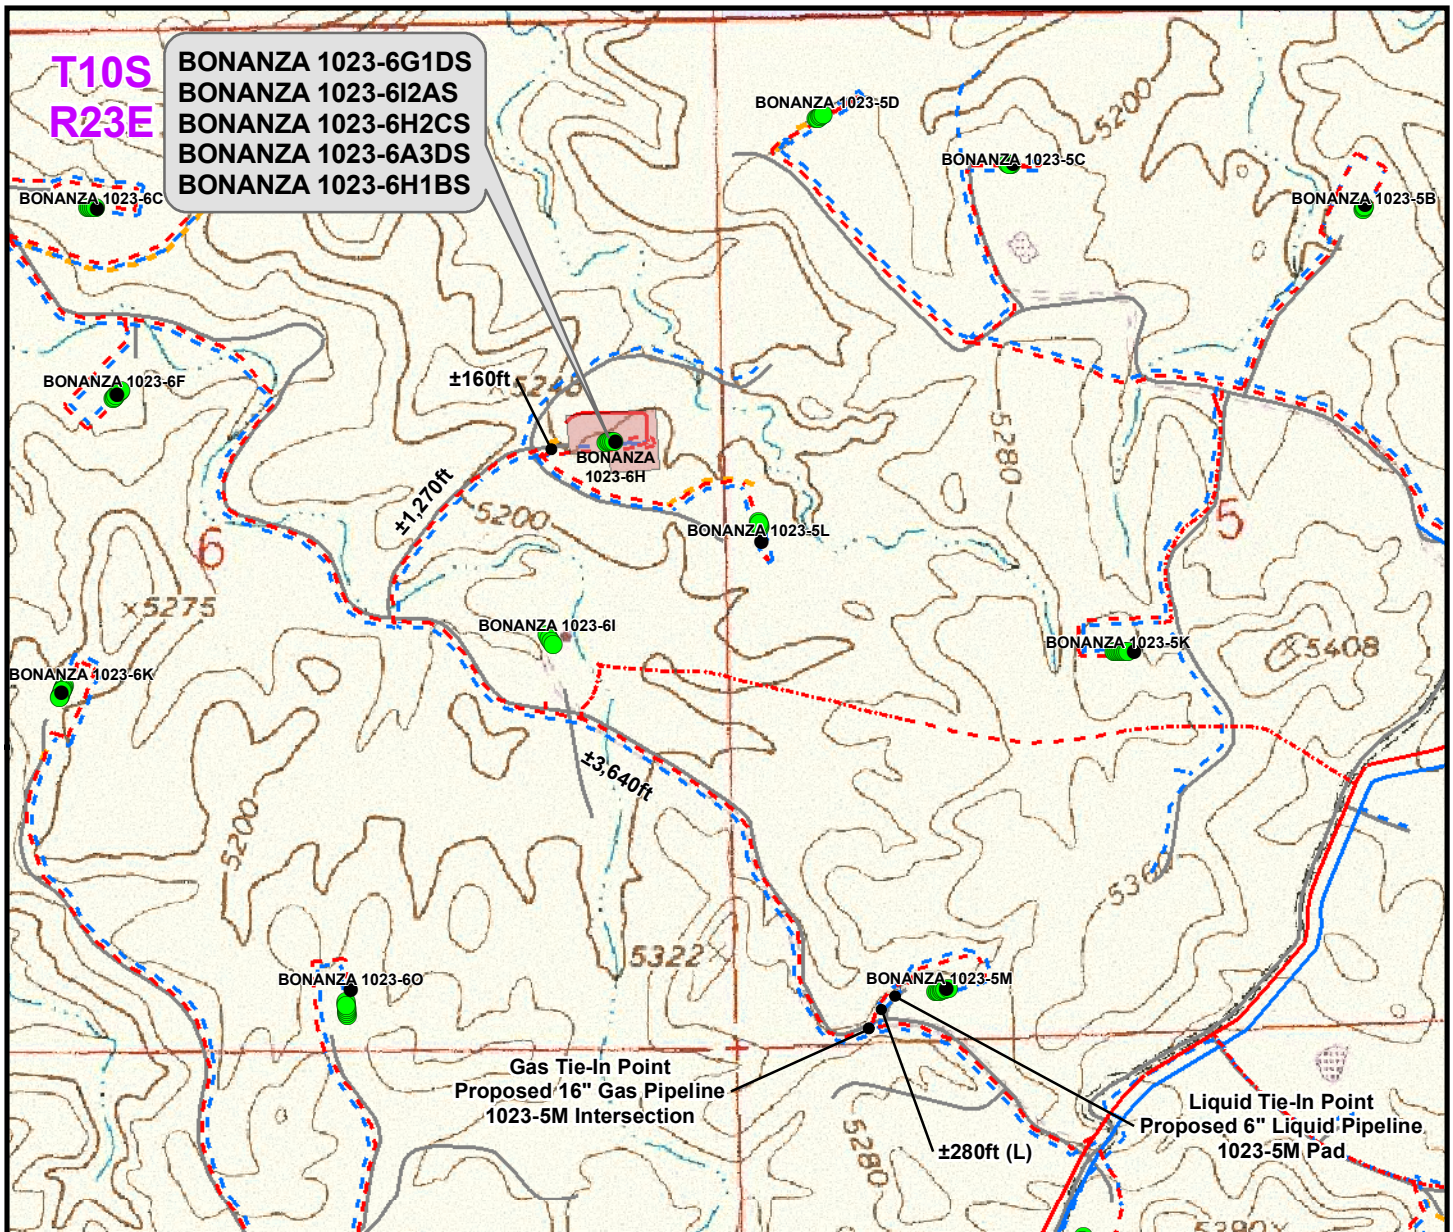 T10S
R23E
BONANZA 1023-6G1DS
BONANZA 1023-6I2AS
BONANZA 1023-6H2CS
BONANZA 1023-6A3DS
BONANZA 1023-6H1BS
BONANZA 1023-5D
5200
BONANZA 1023-5C
BONANZA 1023-5B
BONANZA 1023-6C
BONANZA 1023-6F
±160ft
×5248
BONANZA
1023-6H
5280
±1,270ft
5200
BONANZA 1023-5L
5
6
×5275
BONANZA 1023-6I
BONANZA 1023-5K
×5408
BONANZA 1023-6K
±3,640ft
5200
5360
5322×
BONANZA 1023-6O
BONANZA 1023-5M
Gas Tie-In Point
Proposed 16" Gas Pipeline
1023-5M Intersection
Liquid Tie-In Point
Proposed 6" Liquid Pipeline
1023-5M Pad
±280ft (L)
5280